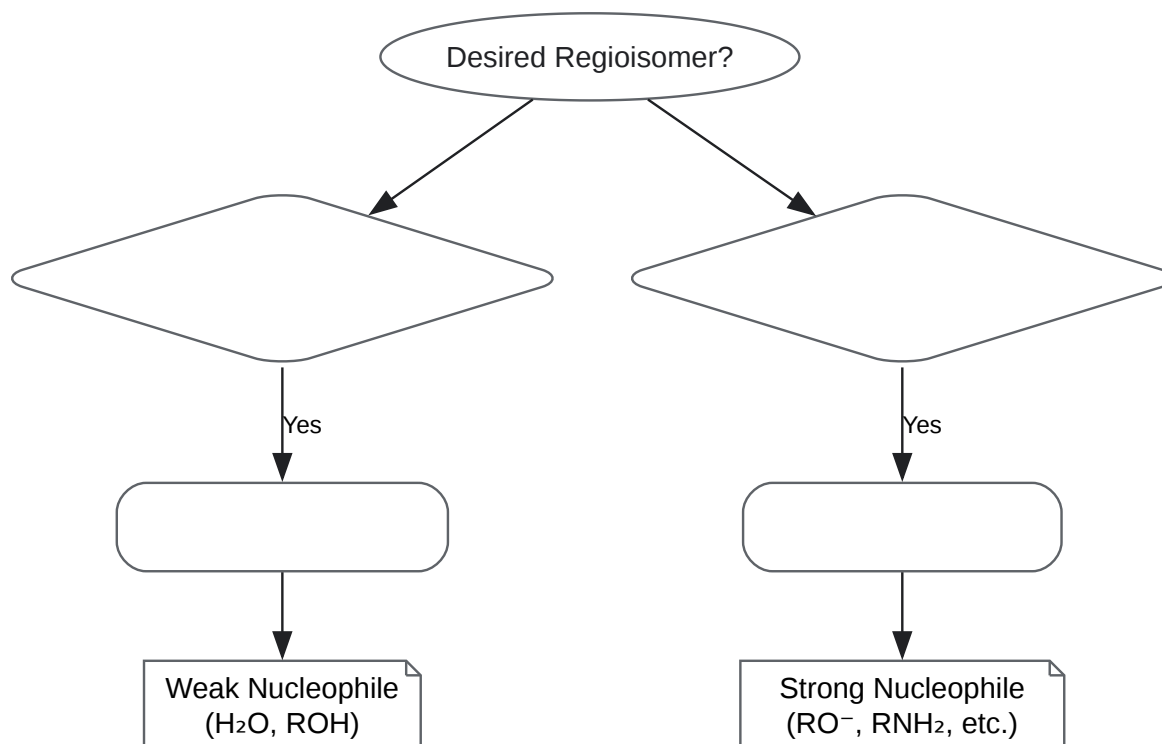 Desired Regioisomer?
Yes
Yes
Weak Nucleophile
(H₂O, ROH)
Strong Nucleophile
(RO⁻, RNH₂, etc.)